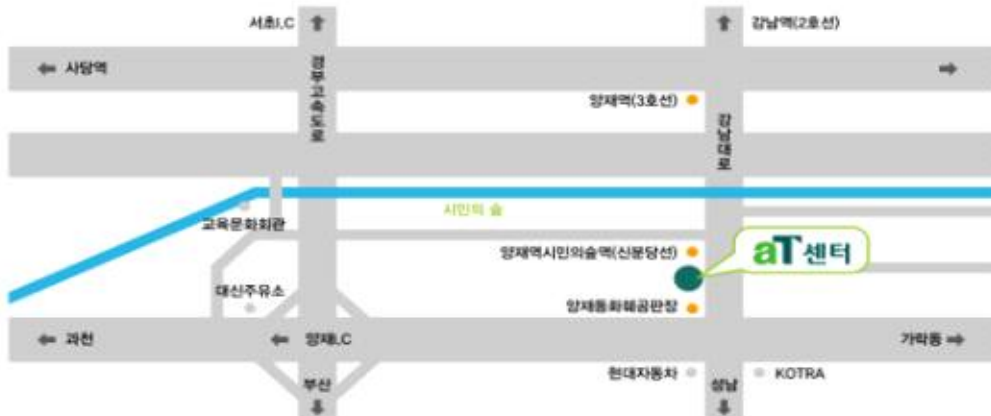 서초I.C
강남역(2호선)
사당역
경부고속도로
양재역(3호선)
강남대로
시민의 숲
교육문화회관
양재역시민의숲역(신분당선)
aT센터
대신주유소
양재동화훼공판장
과천
양재I.C
가락동
부산
현대자동차
성남
KOTRA